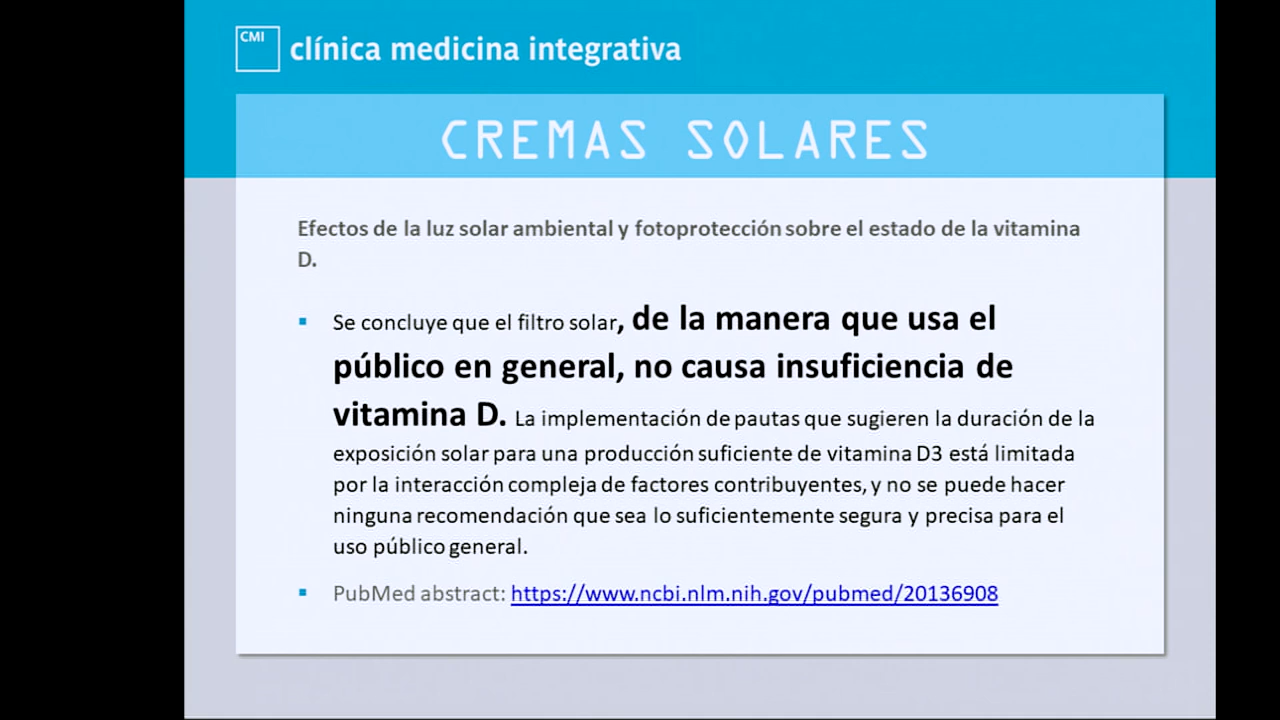 CMI
clínica medicina integrativa
CREMAS SOLARES
Efectos de la luz solar ambiental y fotoprotección sobre el estado de la vitamina
D.
▪ Se concluye que el filtro solar, de la manera que usa el
público en general, no causa insuficiencia de
vitamina D. La implementación de pautas que sugieren la duración de la
exposición solar para una producción suficiente de vitamina D3 está limitada
por la interacción compleja de factores contribuyentes, y no se puede hacer
ninguna recomendación que sea lo suficientemente segura y precisa para el
uso público general.
▪ PubMed abstract: https://www.ncbi.nlm.nih.gov/pubmed/20136908